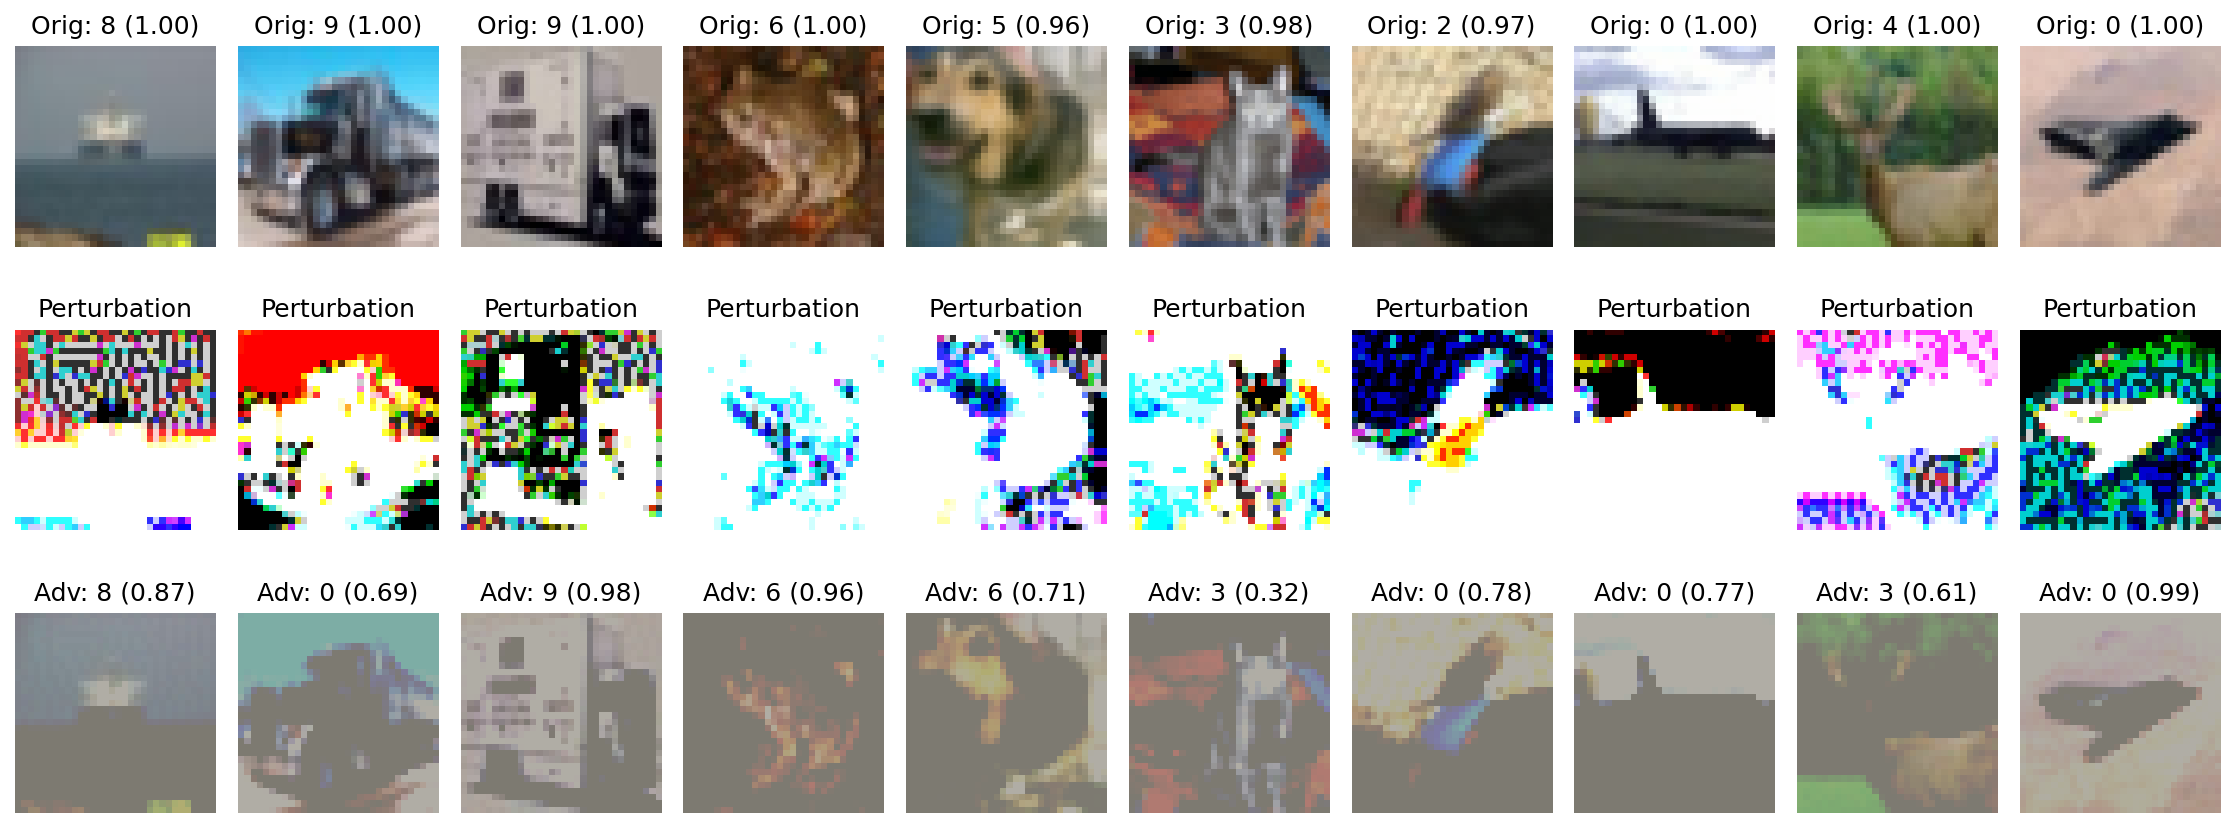 Orig: 8 (1.00) Orig: 9 (1.00) Orig: 9 (1.00) Orig: 6 (1.00) Orig: 5 (0.96) Orig: 3 (0.98) Orig: 2 (0.97) Orig: 0 (1.00) Orig: 4 (1.00) Orig: 0 (1.00)
Perturbation Perturbation Perturbation Perturbation Perturbation Perturbation Perturbation Perturbation Perturbation Perturbation
Adv: 8 (0.87) Adv: 0 (0.69) Adv: 9 (0.98) Adv: 6 (0.96) Adv: 6 (0.71) Adv: 3 (0.32) Adv: 0 (0.78) Adv: 0 (0.77) Adv: 3 (0.61) Adv: 0 (0.99)